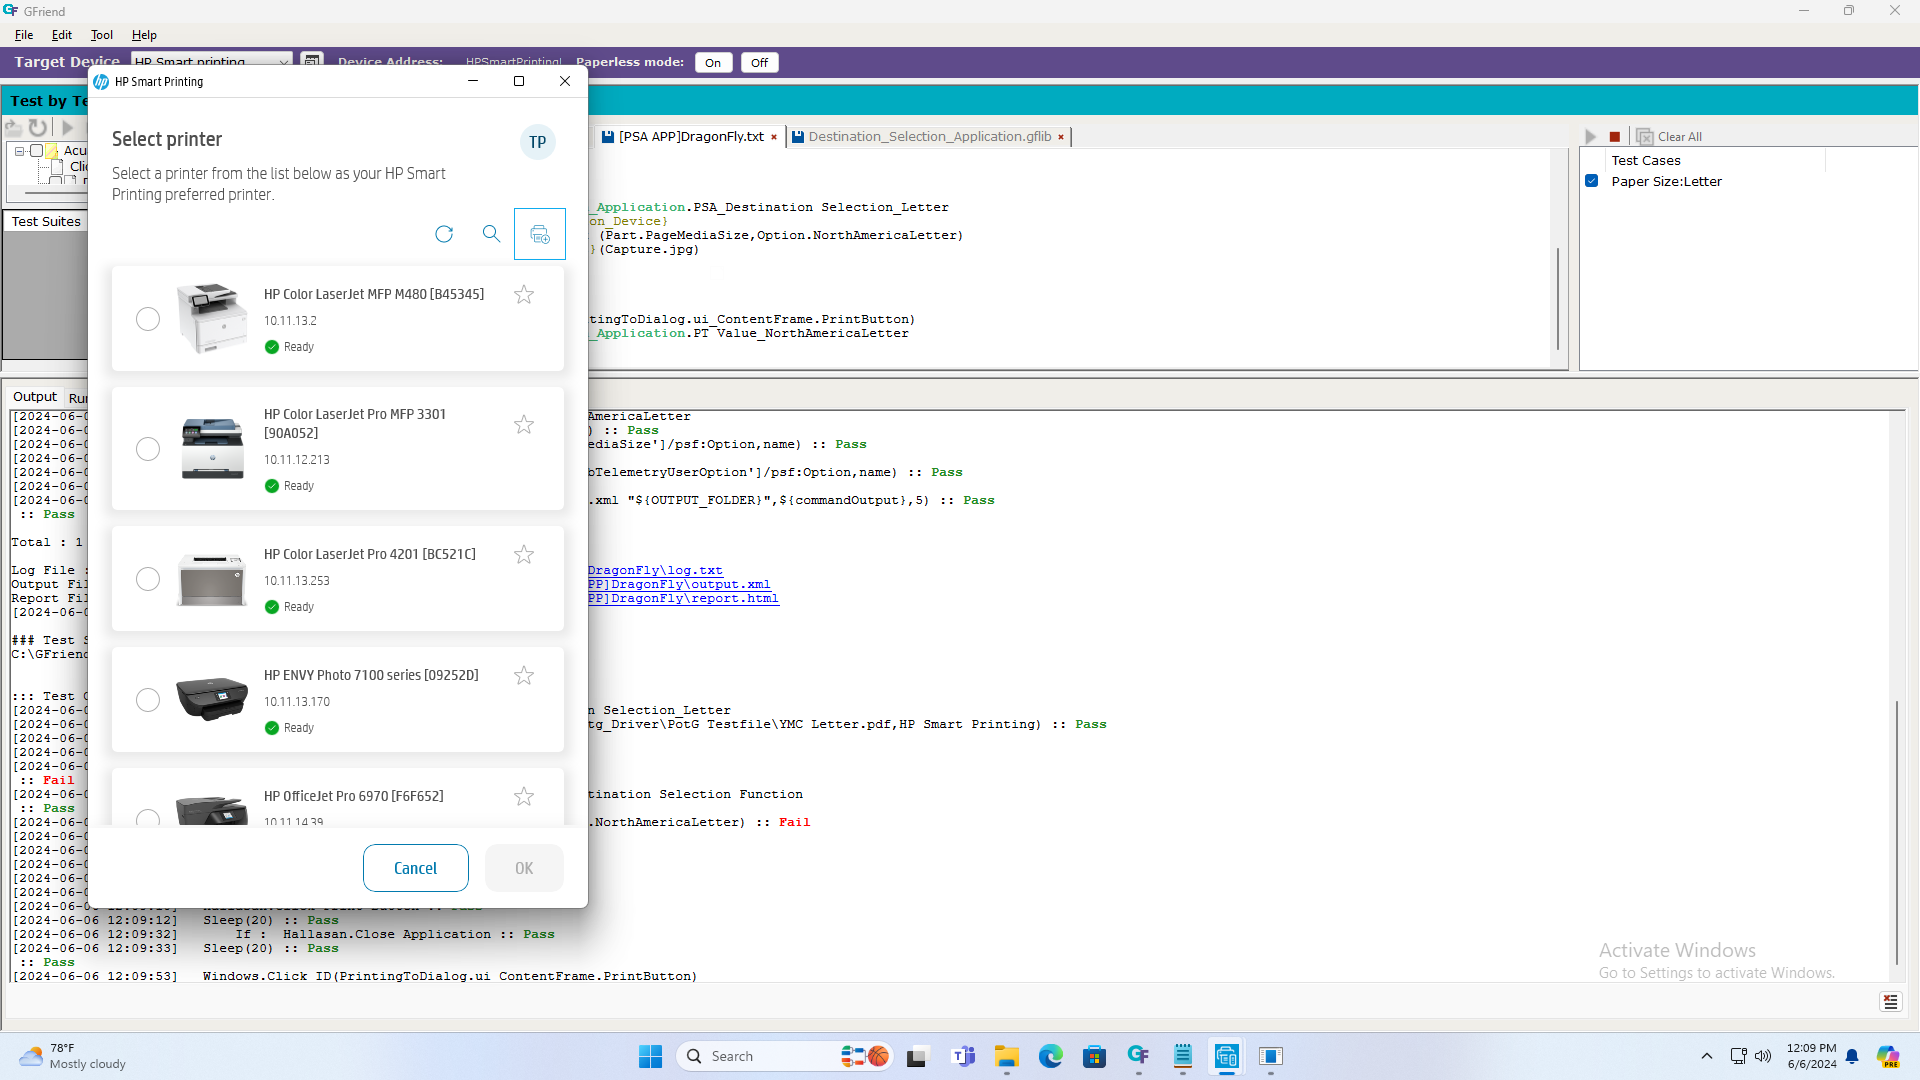 GFriend
File Edit Tool Help
Target Device HP Smart printing Device Address: HPSmartPrinting Paperless mode: On Off
Test by Te
[PSA APP]DragonFly.txt × Destination_Selection_Application.gflib ×
Clear All
Acu
Clic
Test Cases
Paper Size:Letter
Test Suites
_Application.PSA_Destination Selection_Letter
on_Device}
(Part.PageMediaSize,Option.NorthAmericaLetter)
}(Capture.jpg)
tingToDialog.ui_ContentFrame.PrintButton)
_Application.PT Value_NorthAmericaLetter
HP Smart Printing
Select printer
TP
Select a printer from the list below as your HP Smart
Printing preferred printer.
HP Color LaserJet MFP M480 [B45345]
10.11.13.2
Ready
HP Color LaserJet Pro MFP 3301
[90A052]
10.11.12.213
Ready
HP Color LaserJet Pro 4201 [BC521C]
10.11.13.253
Ready
HP ENVY Photo 7100 series [09252D]
10.11.13.170
Ready
HP OfficeJet Pro 6970 [F6F652]
10.11.14.39
Cancel OK
Output Ru
[2024-06-0 AmericaLetter
[2024-06-0 ) :: Pass
[2024-06-0 ediaSize']/psf:Option,name) :: Pass
[2024-06-0
[2024-06-0 bTelemetryUserOption']/psf:Option,name) :: Pass
[2024-06-0
[2024-06-0 .xml "${OUTPUT_FOLDER}",${commandOutput},5) :: Pass
:: Pass
Total : 1
Log File : DragonFly\log.txt
Output Fil PP]DragonFly\output.xml
Report Fil PP]DragonFly\report.html
[2024-06-0
### Test S
C:\GFriend
::: Test C
[2024-06-0 n Selection_Letter
[2024-06-0 tg_Driver\PotG Testfile\YMC Letter.pdf,HP Smart Printing) :: Pass
[2024-06-0
[2024-06-0
[2024-06-0
:: Fail
[2024-06-0 tination Selection Function
:: Pass
[2024-06-0 .NorthAmericaLetter) :: Fail
[2024-06-0
[2024-06-0
[2024-06-0
[2024-06-0
[2024-06-0
[2024-06-06 12:09:12] Sleep(20) :: Pass
[2024-06-06 12:09:32] If : Hallasan.Close Application :: Pass
[2024-06-06 12:09:33] Sleep(20) :: Pass
:: Pass
[2024-06-06 12:09:53] Windows.Click ID(PrintingToDialog.ui_ContentFrame.PrintButton)
Activate Windows
Go to Settings to activate Windows.
78°F
Mostly cloudy
Search
12:09 PM
6/6/2024
PRE